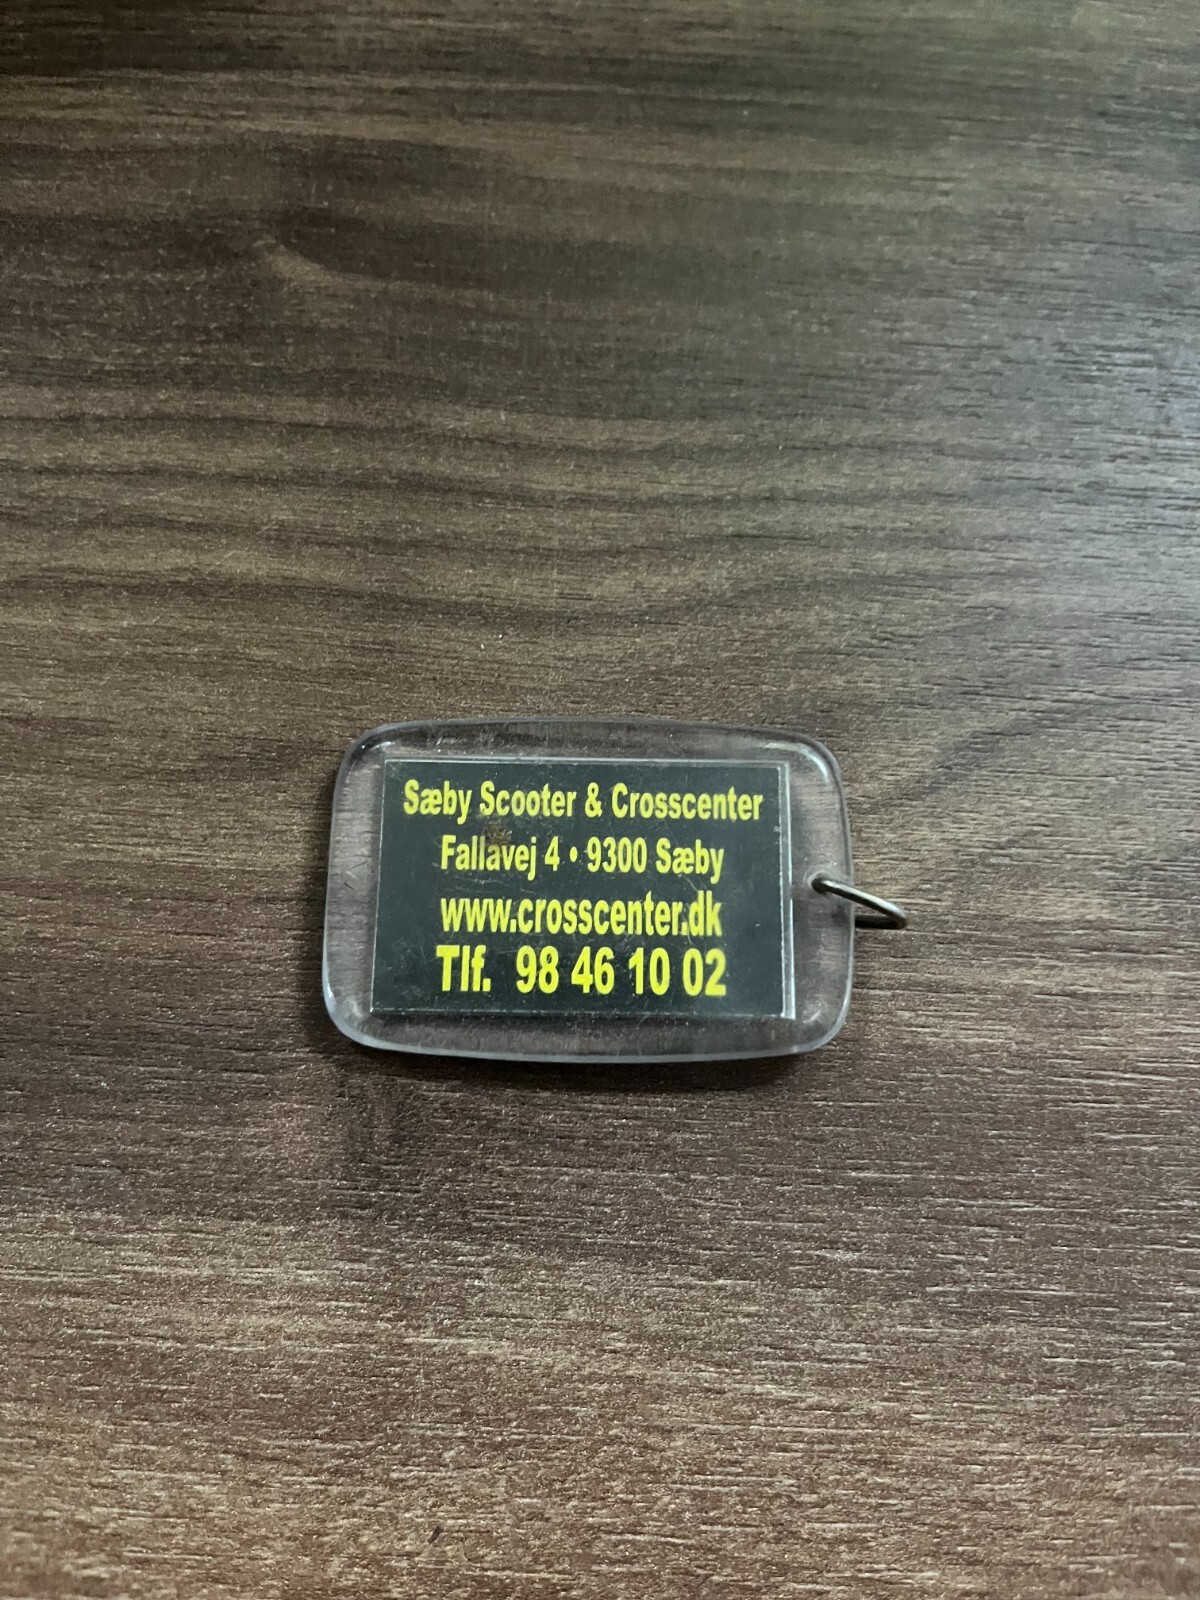 Sæby Scooter & Crosscenter
Fallavej 4 • 9300 Sæby
www.crosscenter.dk
Tlf. 98 46 10 02